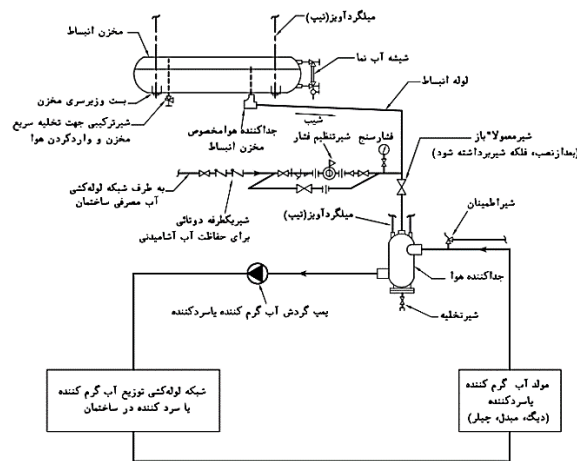 میلگردآویز(تیپ)
مخزن انبساط
شیشه آب نما
لوله انبساط
بست وزیرسری مخزن
شیرترکیبی جهت تخلیه سریع
مخزن و واردکردن هوا
جداکننده هوامخصوص
مخزن انبساط
شیب
شیرتنظیم فشار
فشارسنج
شیرمعمولا"باز
(بعدازنصب، فلکه شیربرداشته شود)
به طرف شبکه لوله‌کشی
آب مصرفی ساختمان
شیریکطرفه دوتائی
برای حفاظت آب آشامیدنی
میلگردآویز(تیپ)
شیراطمینان
جداکننده هوا
شیرتخلیه
پمپ گردش آب گرم کننده یاسردکننده
شبکه لوله‌کشی توزیع آب گرم کننده
یا سرد کننده در ساختمان
مولد آب گرم کننده
یاسردکننده
(دیگ، مبدل، چیلر)